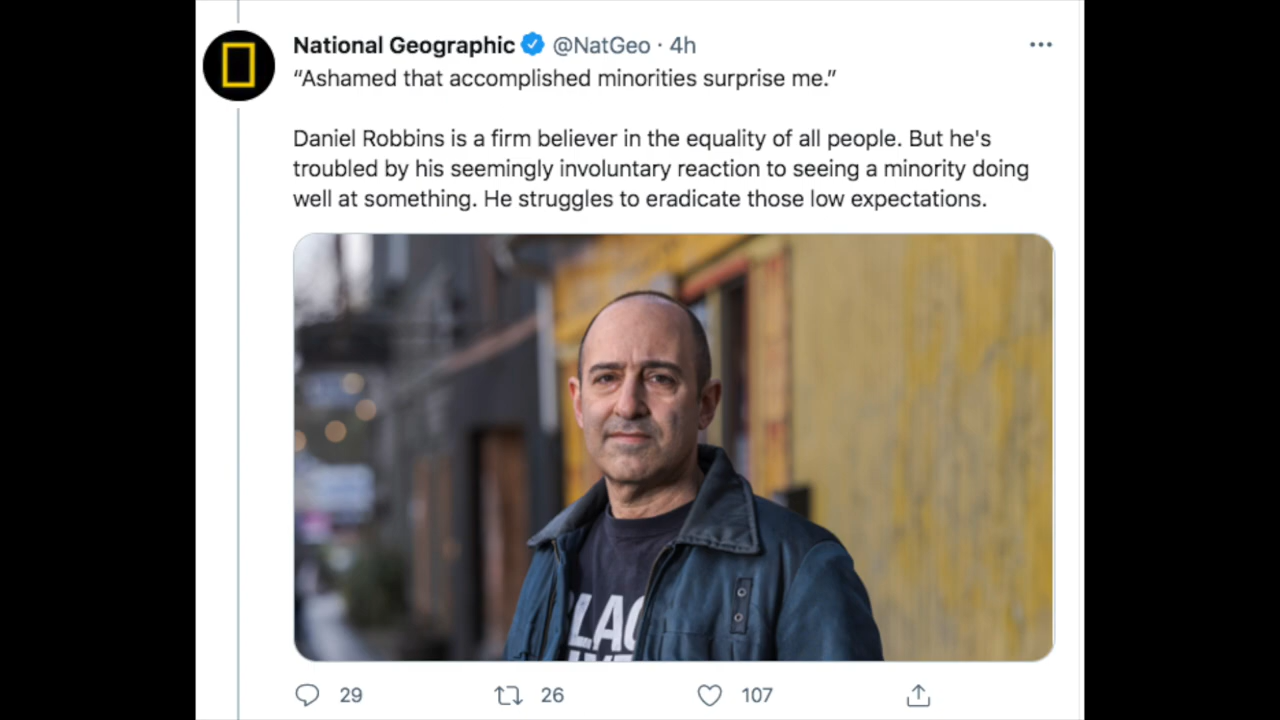 National Geographic @NatGeo · 4h
“Ashamed that accomplished minorities surprise me.”
Daniel Robbins is a firm believer in the equality of all people. But he's
troubled by his seemingly involuntary reaction to seeing a minority doing
well at something. He struggles to eradicate those low expectations.
LAC
29 26 107